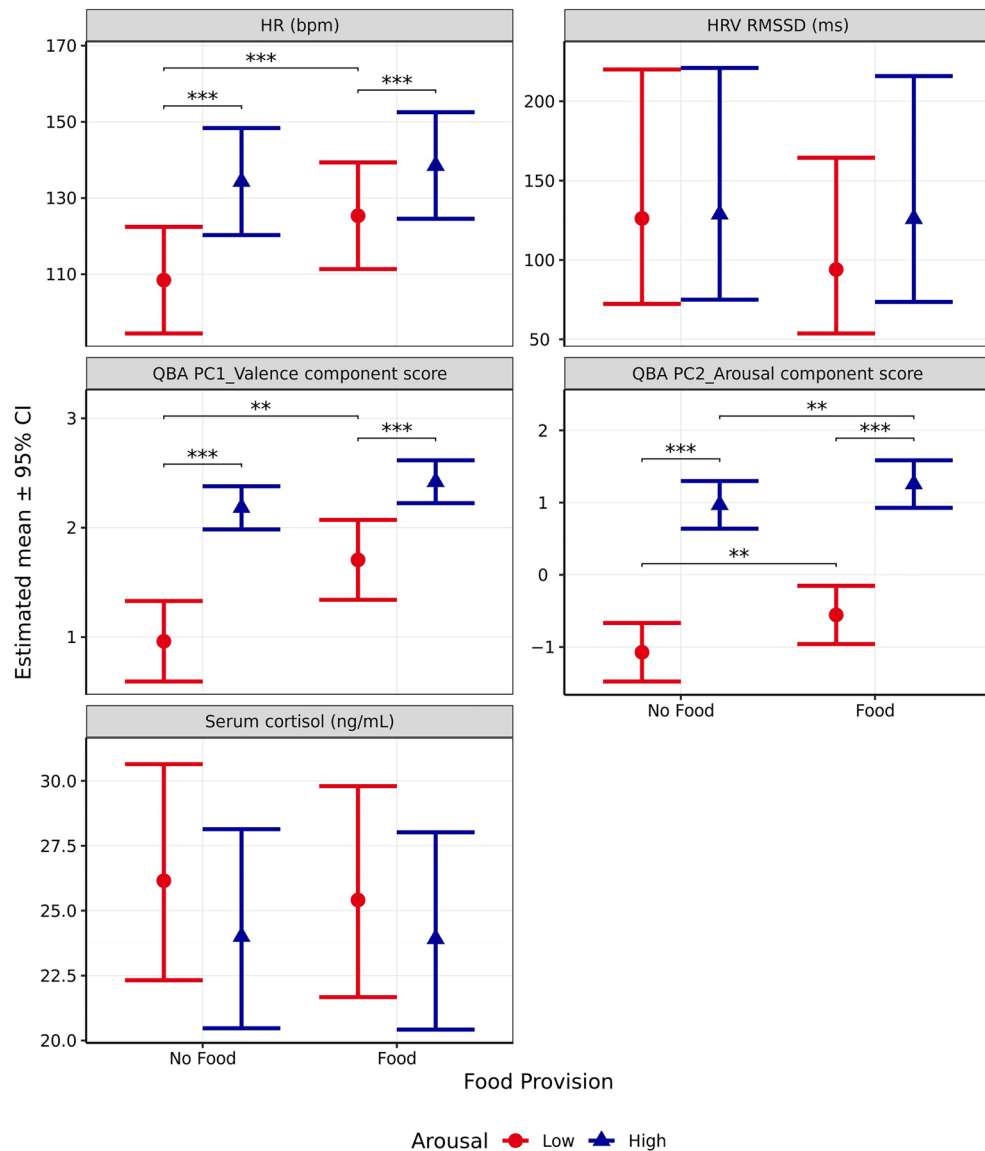 HR (bpm)
HRV RMSSD (ms)
170
150
130
110
***
***
***
200
150
100
50
QBA PC1_Valence component score
QBA PC2_Arousal component score
3
2
1
**
***
***
2
1
0
−1
**
***
***
**
No Food
Food
Serum cortisol (ng/mL)
30.0
27.5
25.0
22.5
20.0
No Food
Food
Estimated mean ± 95% CI
Food Provision
Arousal Low High